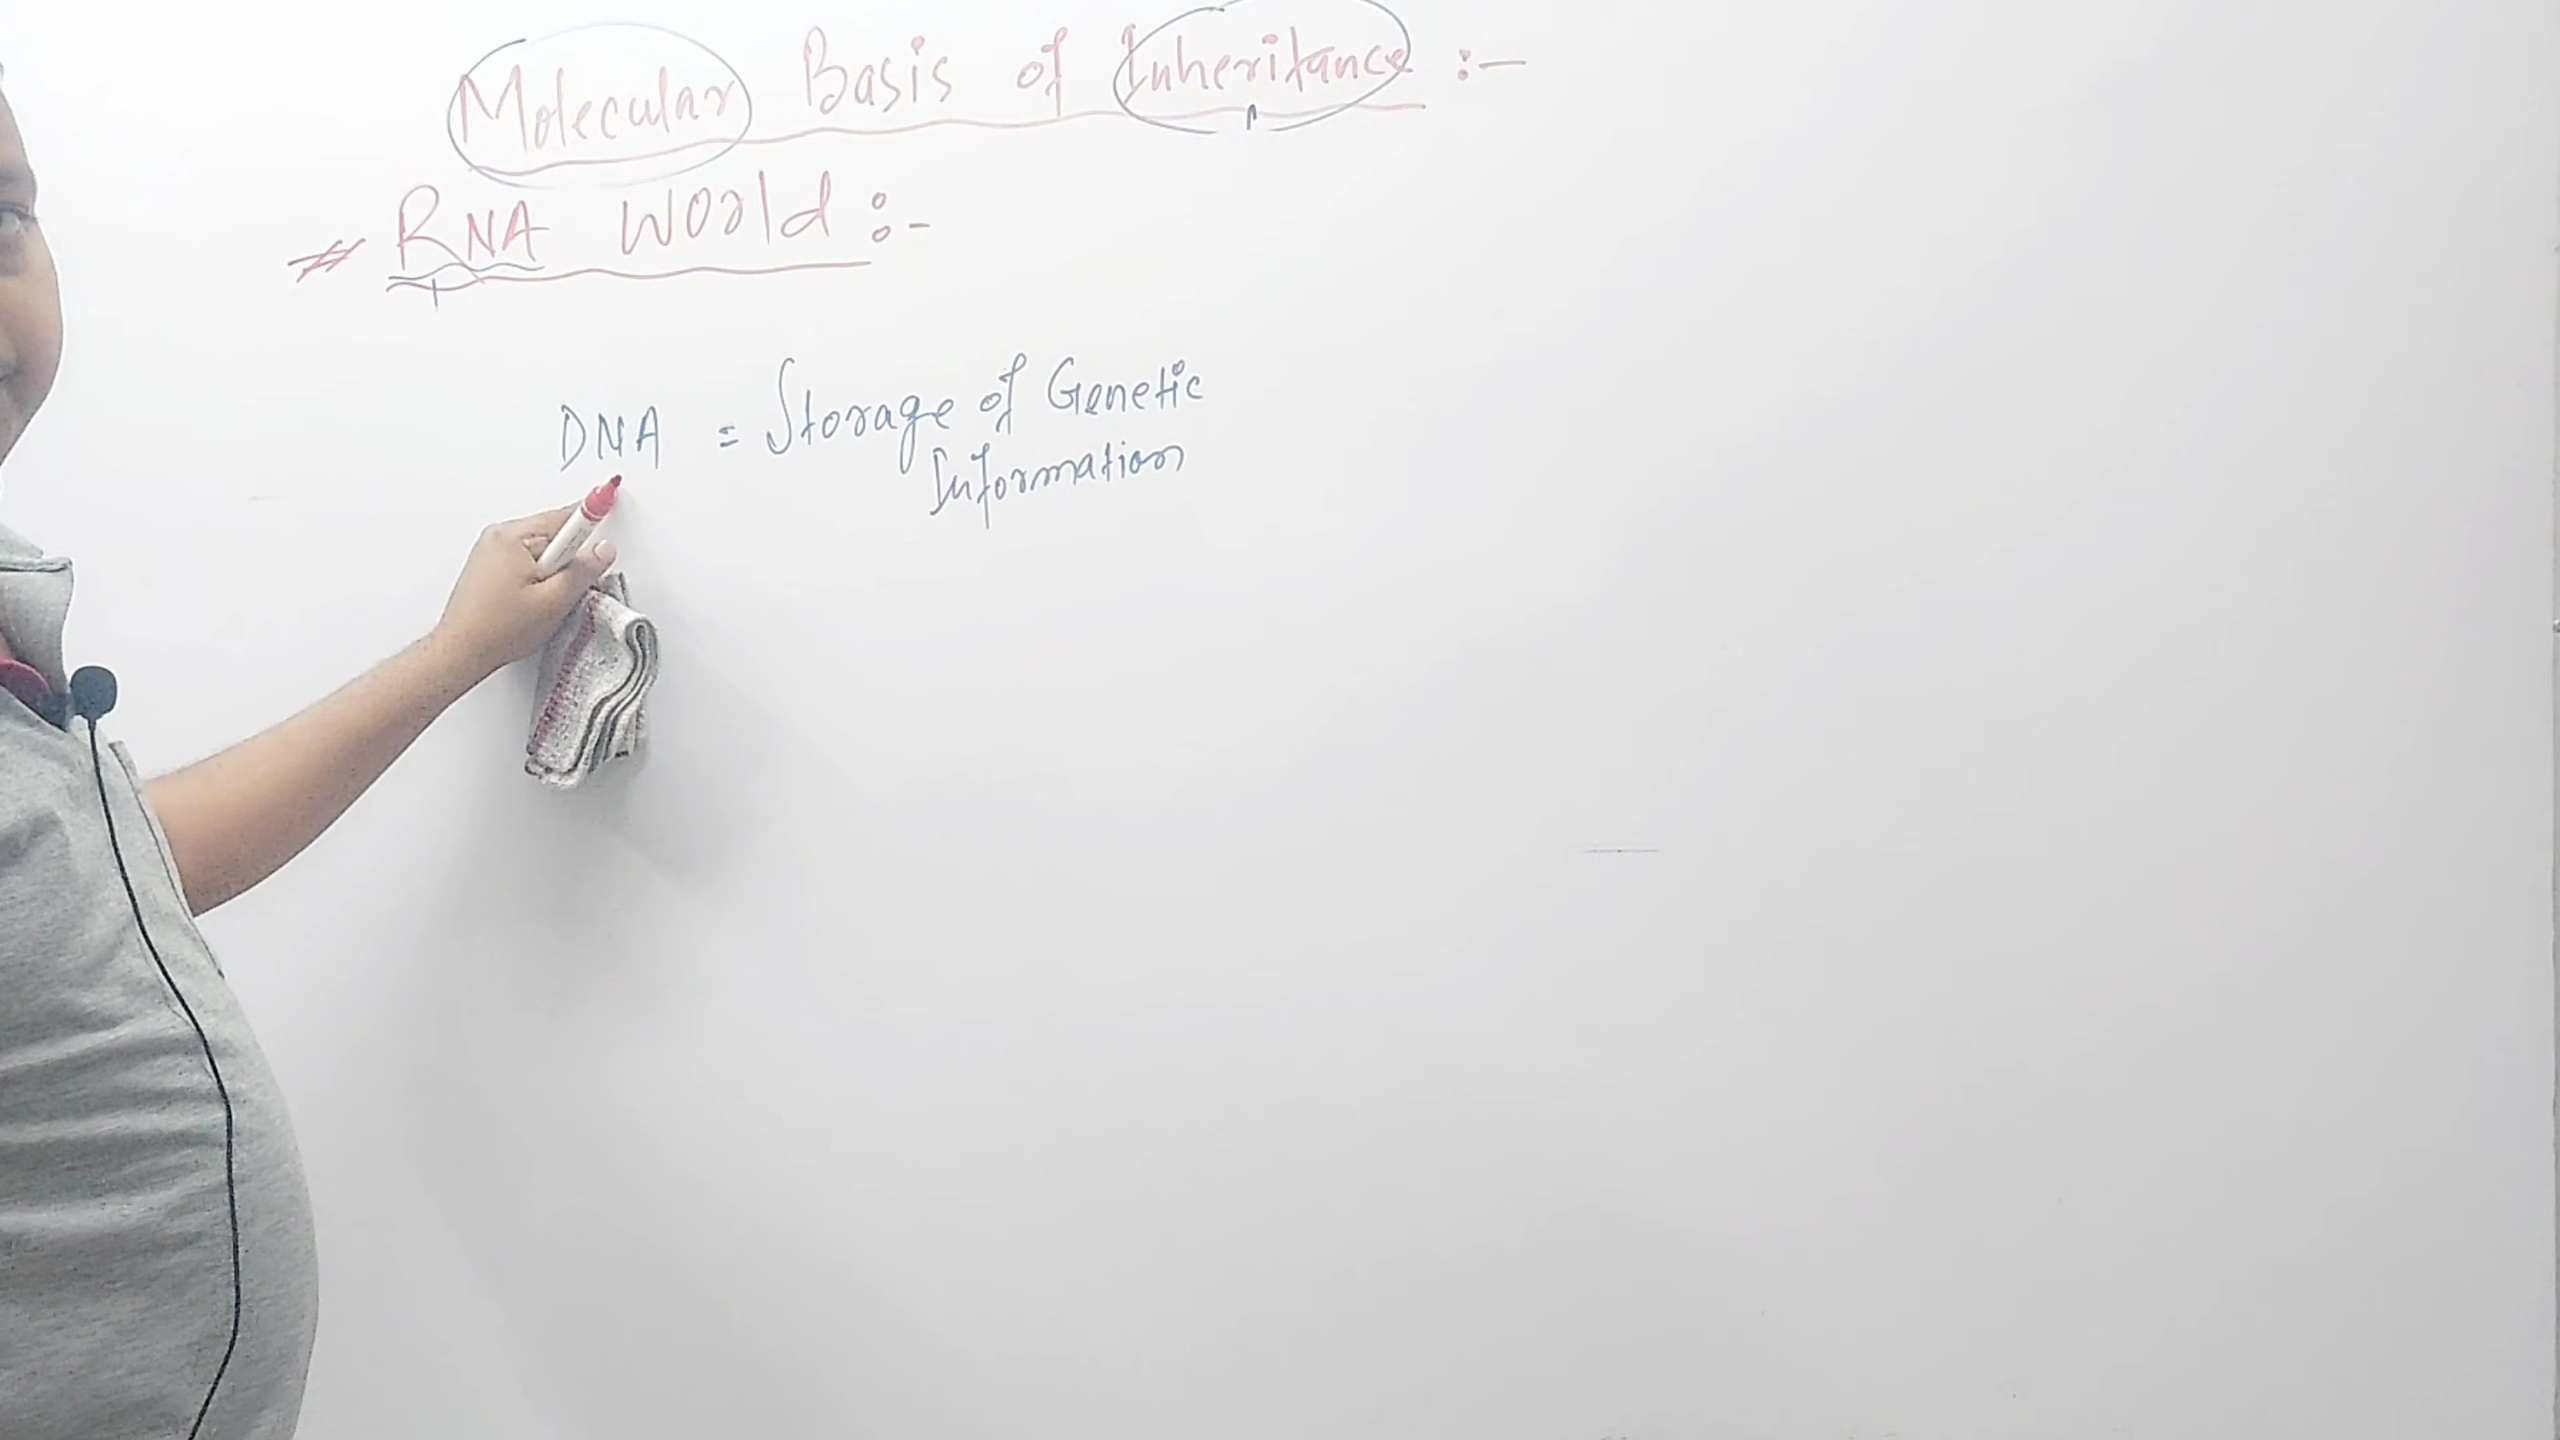 Molecular Basis of Inheritance :-
# RNA World :-
DNA = Storage of Genetic
Information